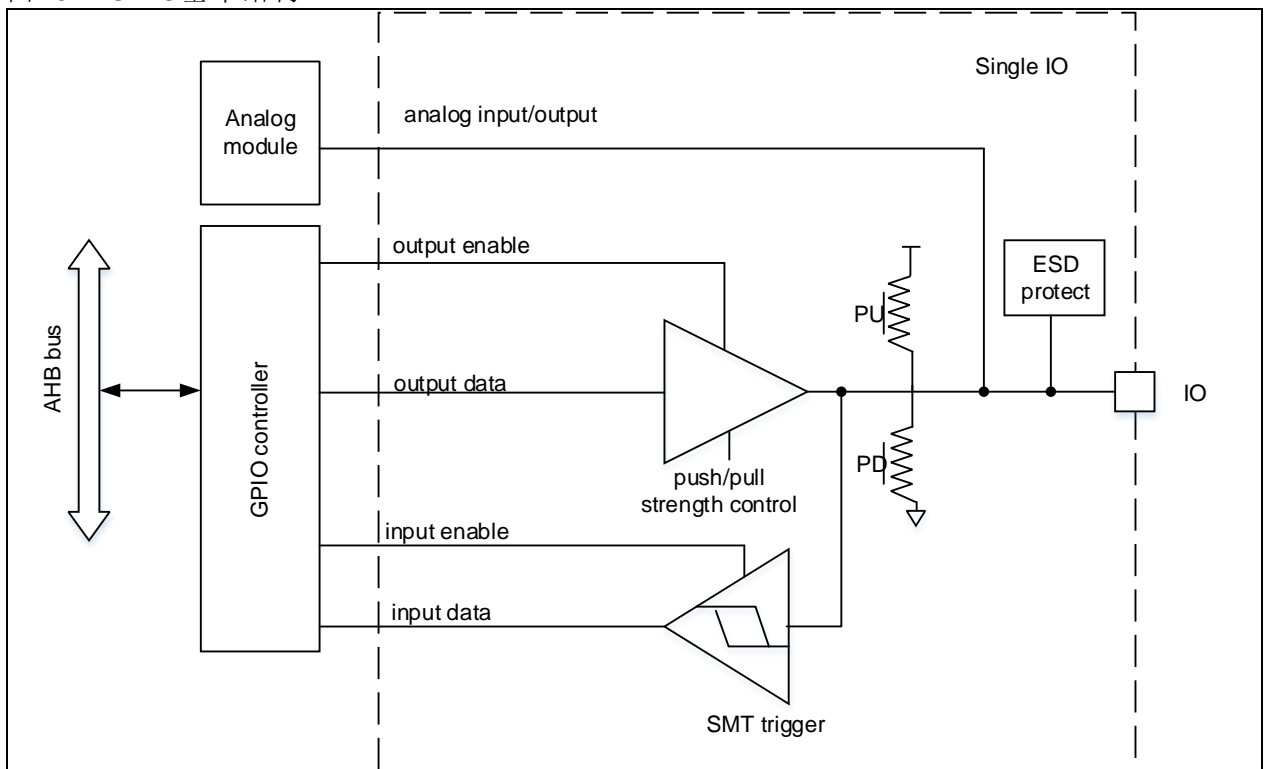 Single IO
Analog
module
analog input/output
output enable
ESD
protect
PU
AHB bus
GPIO controller
output data
IO
PD
push/pull
strength control
input enable
input data
SMT trigger